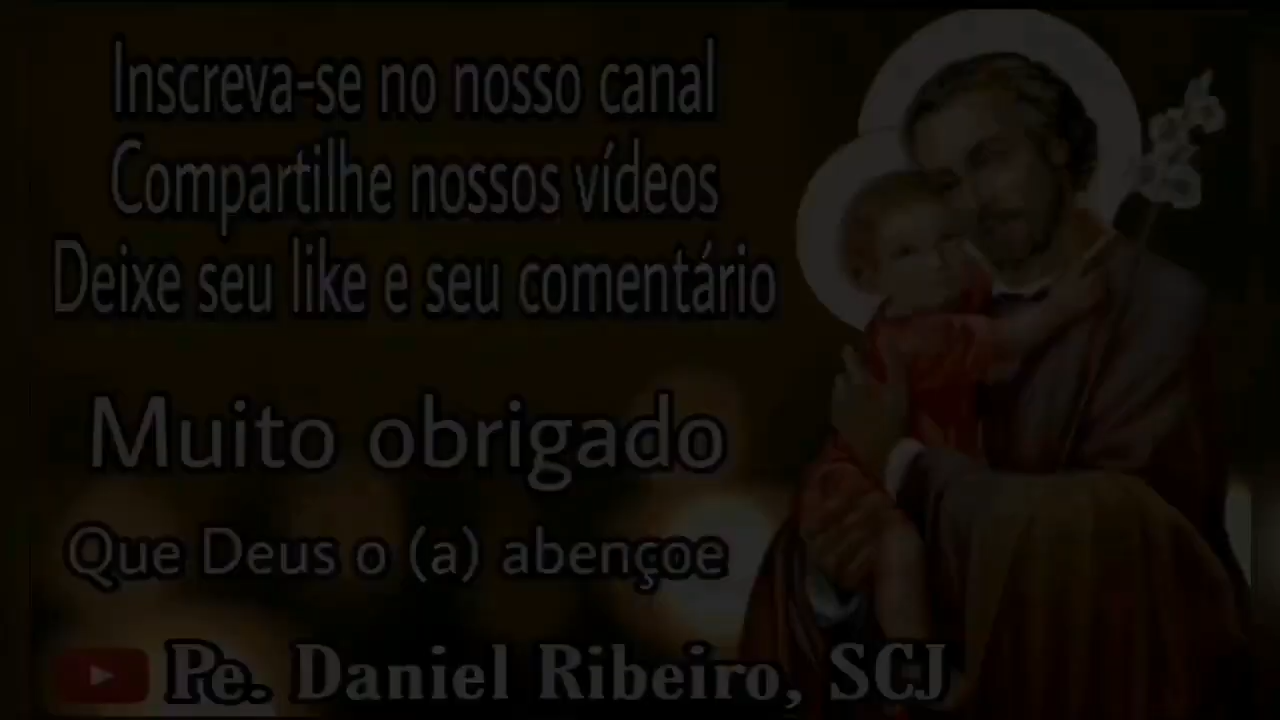 Inscreva-se no nosso canal
Compartilhe nossos vídeos
Deixe seu like e seu comentário
Muito obrigado
Que Deus o (a) abençoe
Pe. Daniel Ribeiro, SCJ